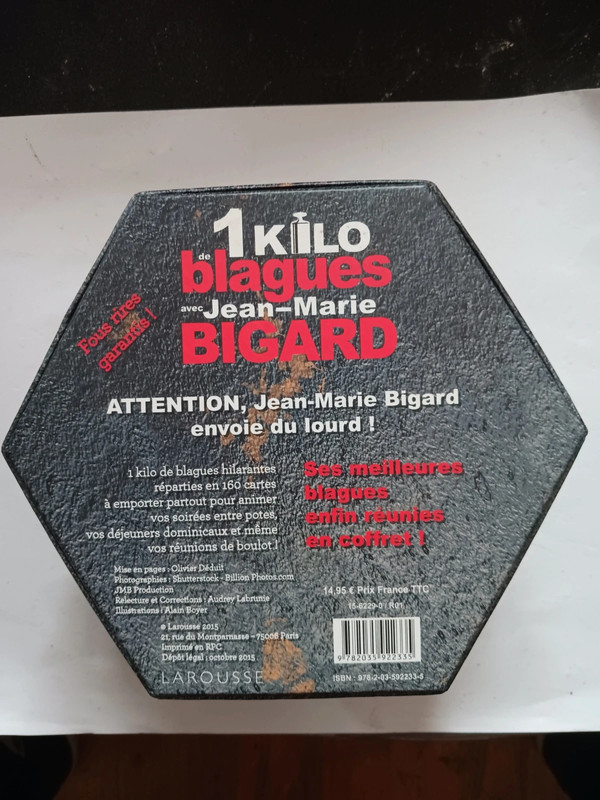 1 KILO
de blagues
avec Jean-Marie
BIGARD
Fous rires
garantis !
ATTENTION, Jean-Marie Bigard
envoie du lourd !
1 kilo de blagues hilarantes
réparties en 160 cartes
à emporter partout pour animer
vos soirées entre potes,
vos déjeuners dominicaux et même
vos réunions de boulot !
Ses meilleures
blagues
enfin réunies
en coffret !
Mise en pages : Olivier Déduit
Photographies : Shutterstock - Billion Photos.com
JMB Production
Relecture et Corrections : Audrey Labrunie
Illustrations : Alain Boyer
© Larousse 2015
21, rue du Montparnasse – 75006 Paris
Imprimé en RPC
Dépôt légal : octobre 2015
LAROUSSE
14,95 € Prix France TTC
15-0229-0 / R01
9 782035 922335
ISBN : 978-2-03-592233-5